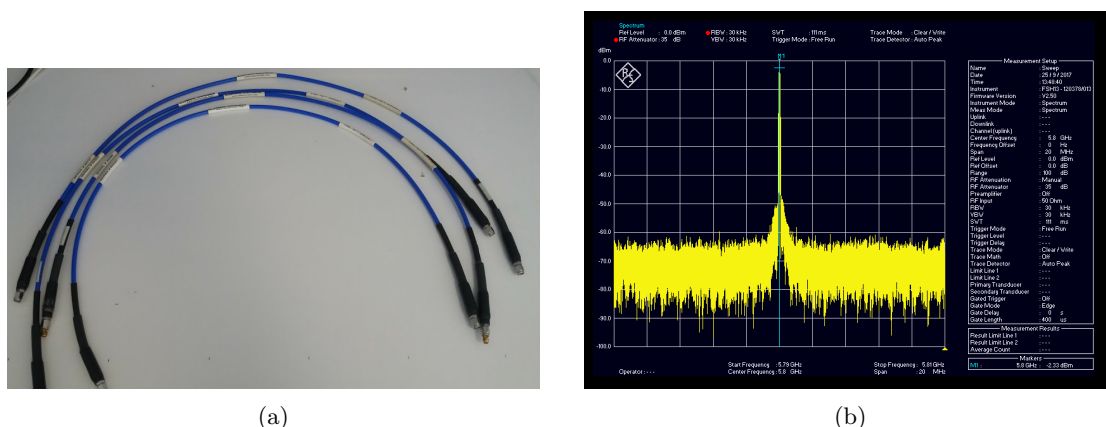 Spectrum
Ref Level : 0.0 dBm RBW : 30 kHz SWT : 111 ms Trace Mode : Clear / Write
RF Attenuator : 35 dB VBW : 30 kHz Trigger Mode : Free Run Trace Detector : Auto Peak
dBm
M1
0.0
R&S
-10.0
-20.0
-30.0
-40.0
-50.0
-60.0
-70.0
-80.0
-90.0
-100.0
Start Frequency : 5.79 GHz Stop Frequency : 5.81 GHz
Operator : --- Center Frequency : 5.8 GHz Span : 20 MHz
Measurement Setup
Name : Sweep
Date : 25 / 9 / 2017
Time : 13:48:40
Instrument : FSH13 - 120378/013
Firmware Version : V2.50
Instrument Mode : Spectrum
Meas Mode : Spectrum
Uplink : ---
Downlink : ---
Channel (uplink) : ---
Center Frequency : 5.8 GHz
Frequency Offset : 0 Hz
Span : 20 MHz
Ref Level : 0.0 dBm
Ref Offset : 0.0 dB
Range : 100 dB
RF Attenuation : Manual
RF Attenuator : 35 dB
Preamplifier : Off
RF Input : 50 Ohm
RBW : 30 kHz
VBW : 30 kHz
SWT : 111 ms
Trigger Mode : Free Run
Trigger Level : ---
Trigger Delay : ---
Trace Mode : Clear / Write
Trace Math : Off
Trace Detector : Auto Peak
Limit Line 1 : ---
Limit Line 2 : ---
Primary Transducer : ---
Secondary Transducer : ---
Gated Trigger : Off
Gate Mode : Edge
Gate Delay : 0 s
Gate Length : 400 us
Measurement Results
Result Limit Line 1 : ---
Result Limit Line 2 : ---
Average Count : ---
Markers
M1 : 5.8 GHz : -2.33 dBm
(a)
(b)